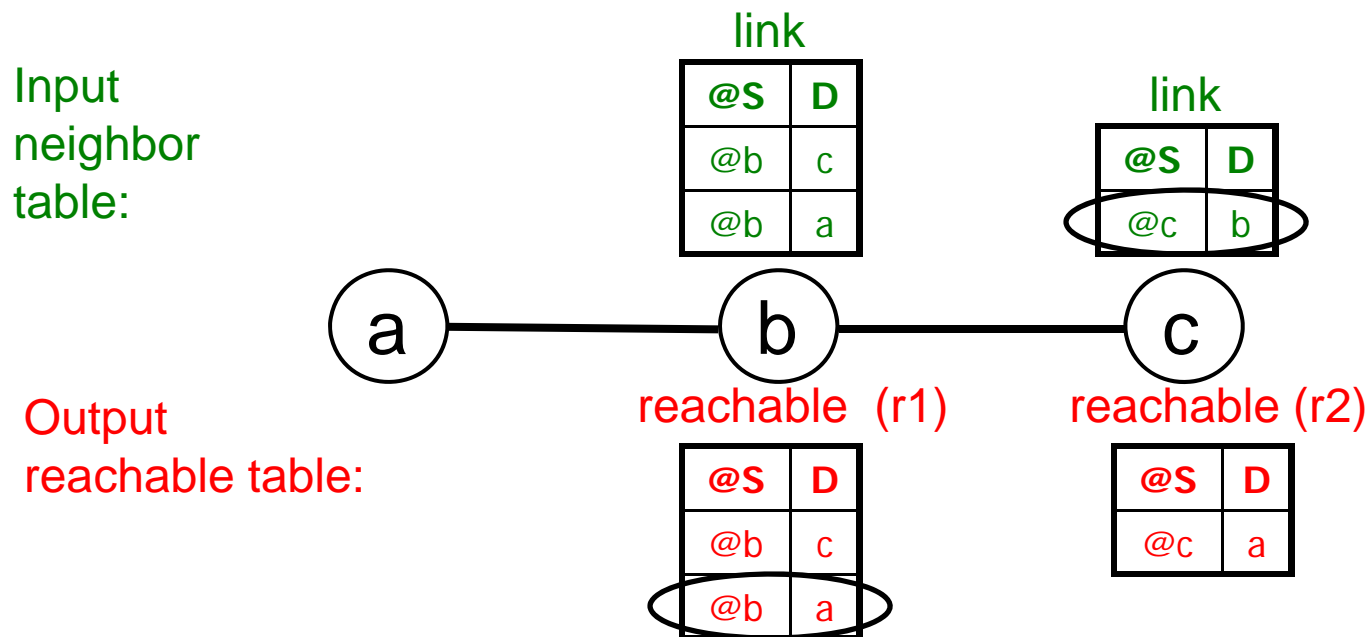 Input
neighbor
table:
link
@S D
@b c
@b a
link
@S D
@c b
a b c
Output
reachable table:
reachable (r1)
@S D
@b c
@b a
reachable (r2)
@S D
@c a